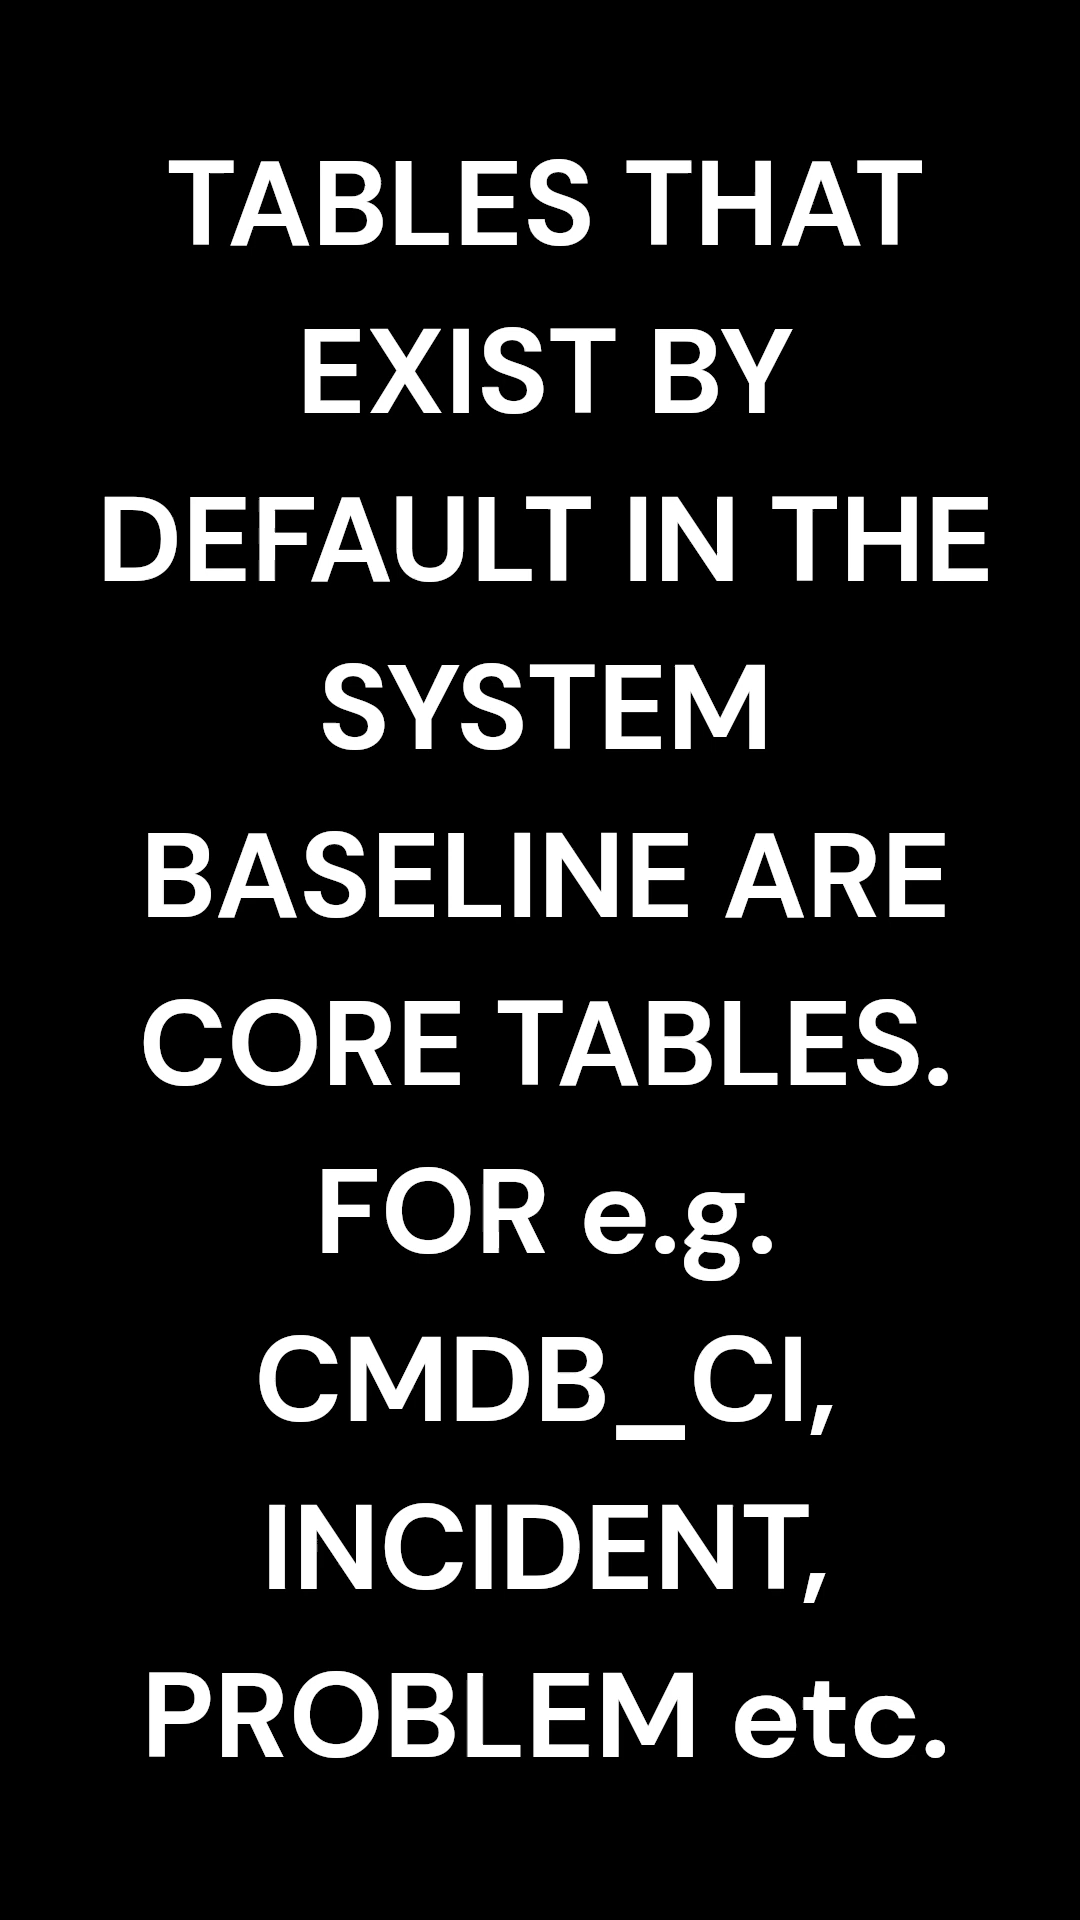 TABLES THAT
EXIST BY
DEFAULT IN THE
SYSTEM
BASELINE ARE
CORE TABLES.
FOR e.g.
CMDB_CI,
INCIDENT,
PROBLEM etc.